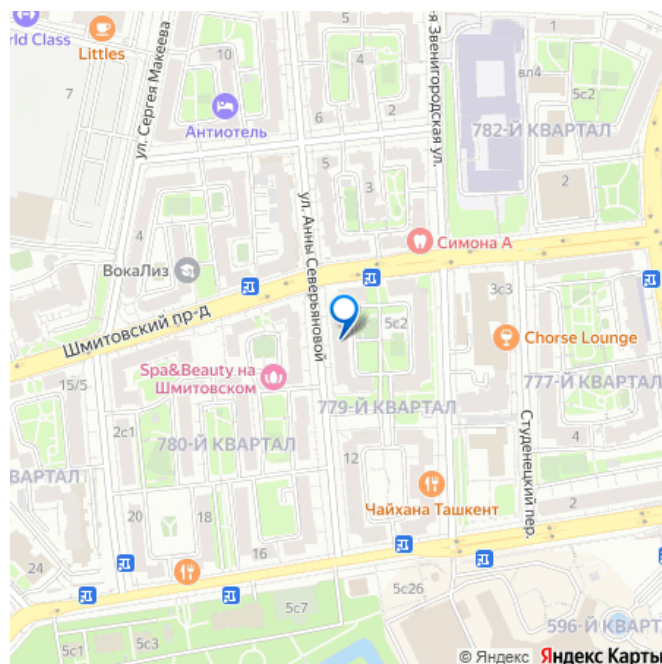 rld Class
Littles
ул. Сергея Макеева
10
7
Антиотель
5
4
6
2
-я Звенигородская ул.
1
вл4
5с2
782-Й КВАРТАЛ
2
5
3
4
ул. Анны Северьяновой
Симона А
ВокаЛиз
Шмитовский пр-д
3с3
5с2
Chorse Lounge
15/5
Spa&Beauty на
Шмитовском
779-Й КВАРТАЛ
777-Й КВАРТАЛ
2с1
780-Й КВАРТАЛ
Студенецкий пер.
4
ВАРТАЛ
12
Чайхана Ташкент
20
18
2
24
16
5с26
5с7
596-Й КВАРТАЛ
5с1
5с3
© Яндекс Яндекс Карты